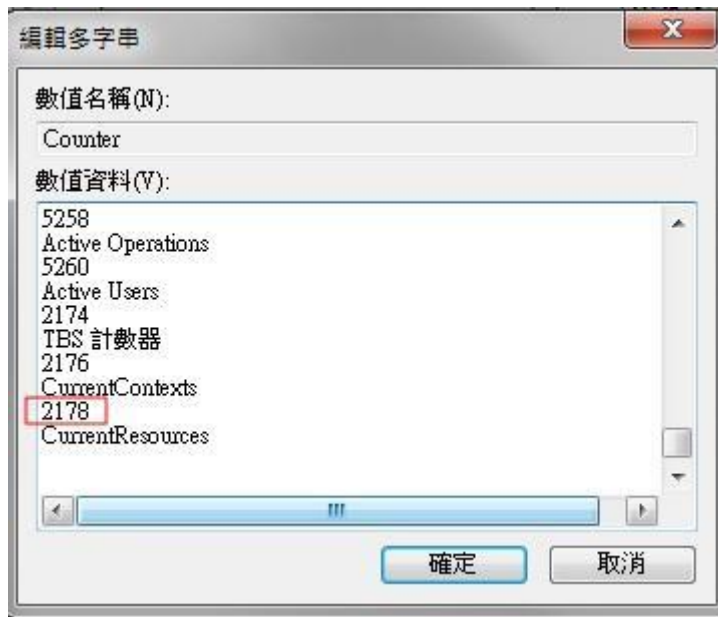 編輯多字串
數值名稱(N):
Counter
數值資料(V):
5258
Active Operations
5260
Active Users
2174
TBS 計數器
2176
CurrentContexts
2178
CurrentResources
確定
取消